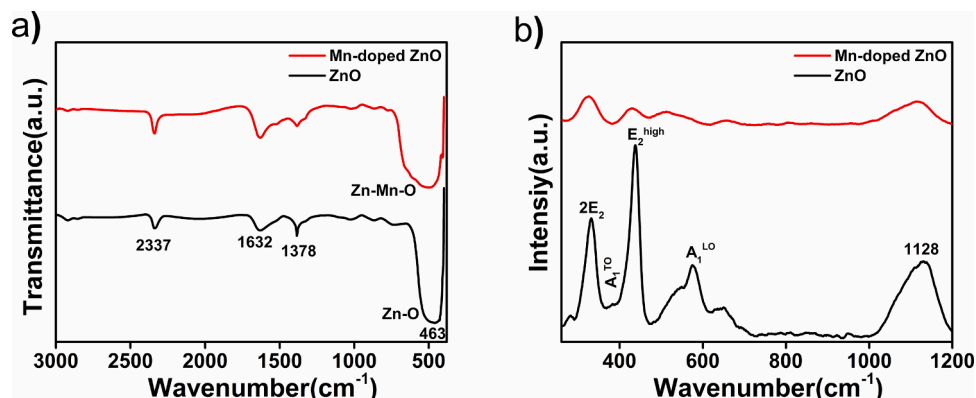 a)
Mn-doped ZnO
ZnO
Transmittance(a.u.)
Zn-Mn-O
2337
1632
1378
Zn-O
463
3000 2500 2000 1500 1000 500
Wavenumber(cm⁻¹)
b)
Mn-doped ZnO
ZnO
Intensiy(a.u.)
E₂ʰⁱᵍʰ
2E₂
A₁ᵀᴼ
A₁ᴸᴼ
1128
400 600 800 1000 1200
Wavenumber(cm⁻¹)